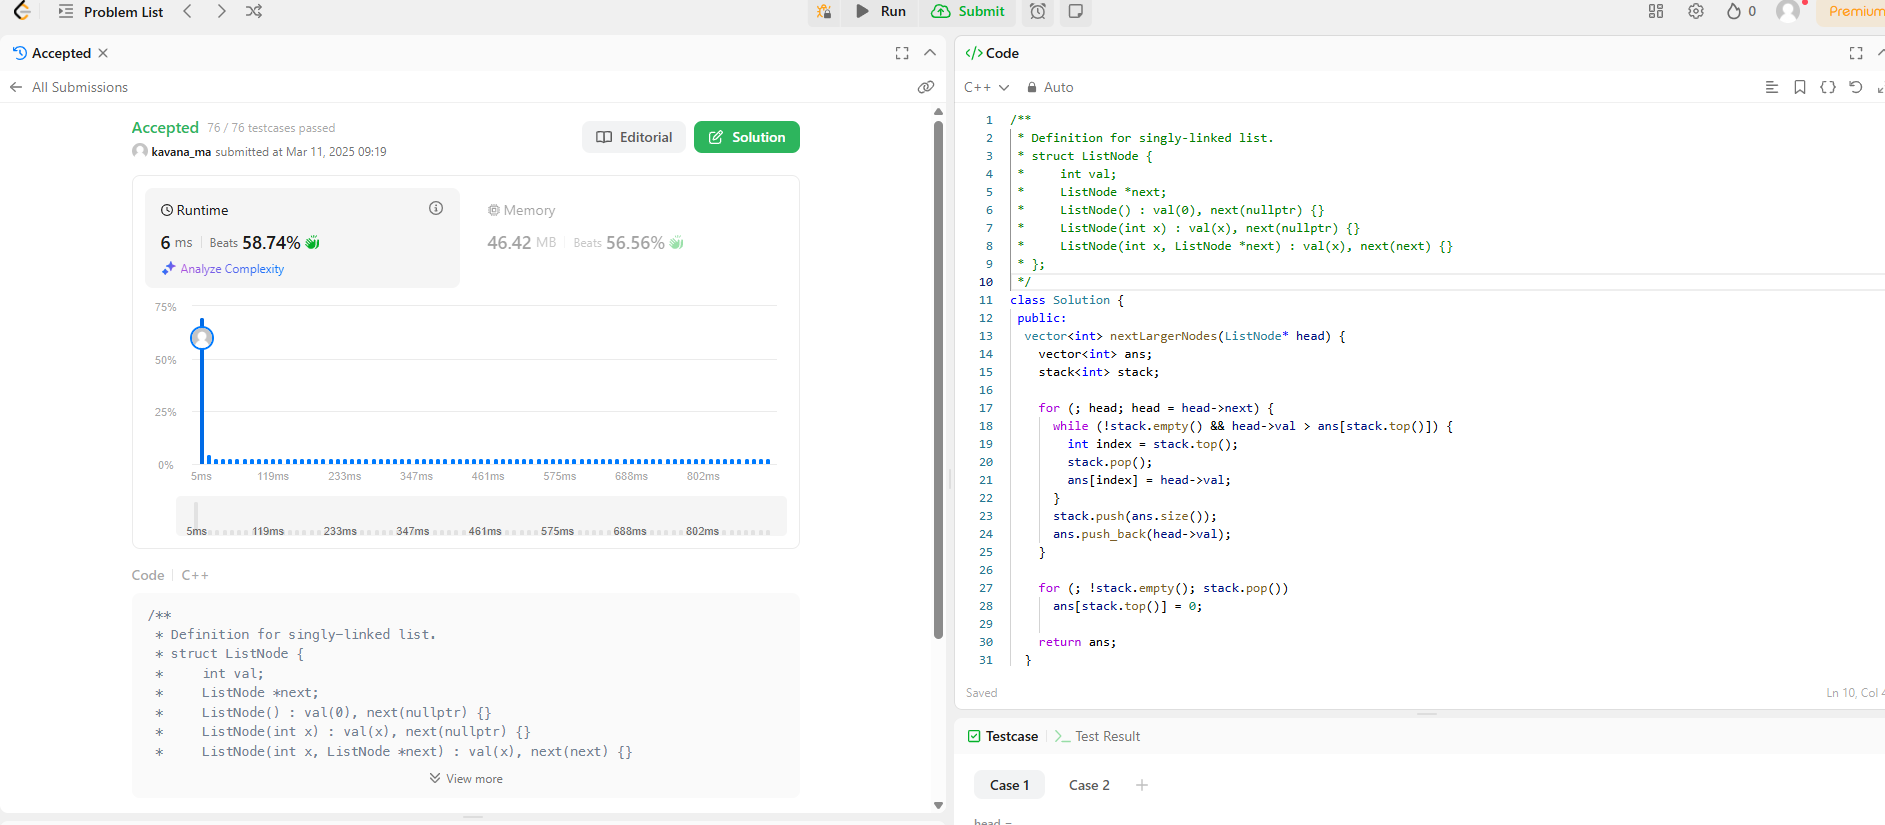 Problem List
Run
Submit
0
Premium
Accepted
All Submissions
Accepted 76 / 76 testcases passed
kavana_ma submitted at Mar 11, 2025 09:19
Editorial
Solution
Runtime
6 ms Beats 58.74%
Analyze Complexity
Memory
46.42 MB Beats 56.56%
75%
50%
25%
0%
5ms 119ms 233ms 347ms 461ms 575ms 688ms 802ms
5ms 119ms 233ms 347ms 461ms 575ms 688ms 802ms
Code C++
/**
 * Definition for singly-linked list.
 * struct ListNode {
 *     int val;
 *     ListNode *next;
 *     ListNode() : val(0), next(nullptr) {}
 *     ListNode(int x) : val(x), next(nullptr) {}
 *     ListNode(int x, ListNode *next) : val(x), next(next) {}
View more
</> Code
C++ Auto
1 /**
2  * Definition for singly-linked list.
3  * struct ListNode {
4  *     int val;
5  *     ListNode *next;
6  *     ListNode() : val(0), next(nullptr) {}
7  *     ListNode(int x) : val(x), next(nullptr) {}
8  *     ListNode(int x, ListNode *next) : val(x), next(next) {}
9  * };
10  */
11 class Solution {
12  public:
13   vector<int> nextLargerNodes(ListNode* head) {
14     vector<int> ans;
15     stack<int> stack;
16
17     for (; head; head = head->next) {
18       while (!stack.empty() && head->val > ans[stack.top()]) {
19         int index = stack.top();
20         stack.pop();
21         ans[index] = head->val;
22       }
23       stack.push(ans.size());
24       ans.push_back(head->val);
25     }
26
27     for (; !stack.empty(); stack.pop())
28       ans[stack.top()] = 0;
29
30     return ans;
31   }
Saved
Ln 10, Col 4
Testcase
Test Result
Case 1
Case 2
head =